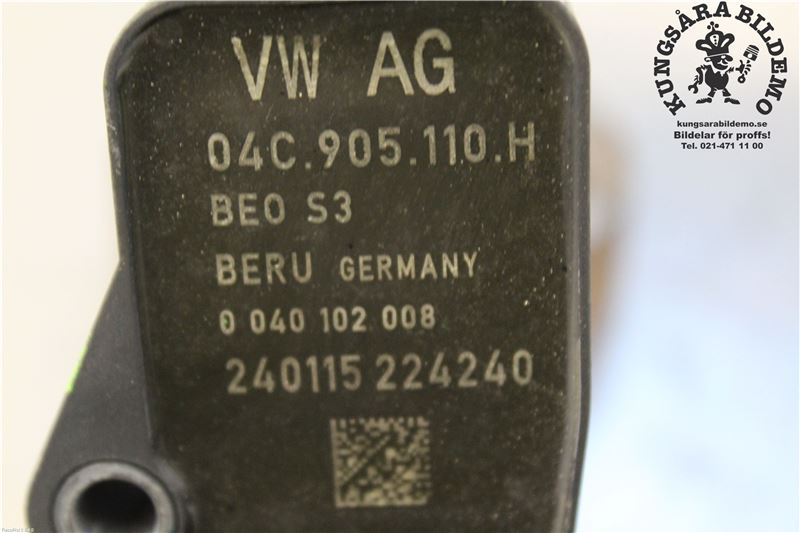 VW AG
04C.905.110.H
BEO S3
BERU GERMANY
0 040 102 008
240115 224240
KUNGSÅRA BILDEMO
kungsarabildemo.se
Bildelar för proffs!
Tel. 021-471 11 00